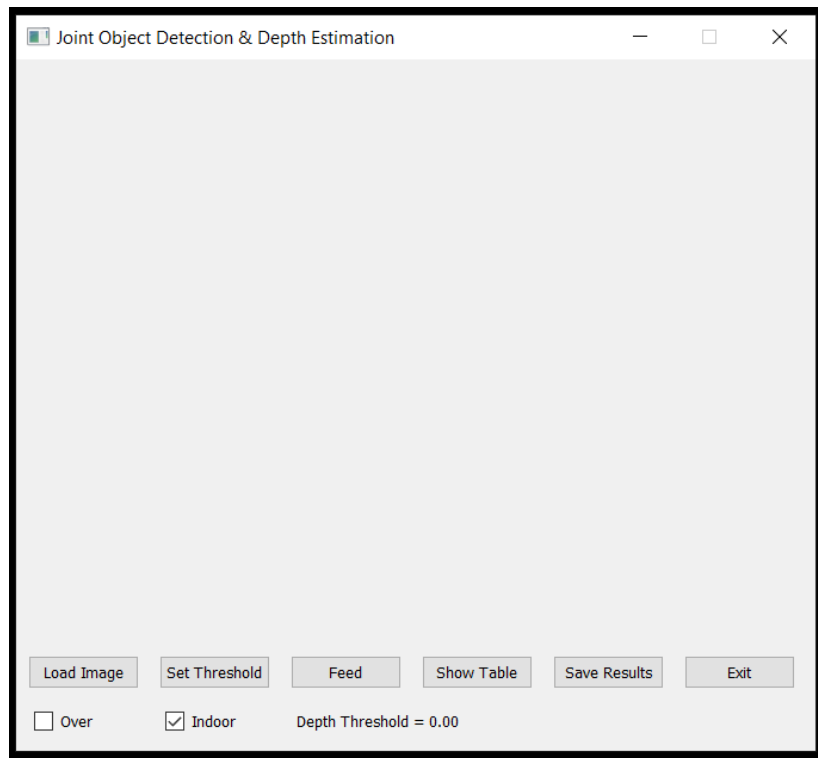 Joint Object Detection & Depth Estimation
Load Image Set Threshold Feed Show Table Save Results Exit
Over Indoor Depth Threshold = 0.00